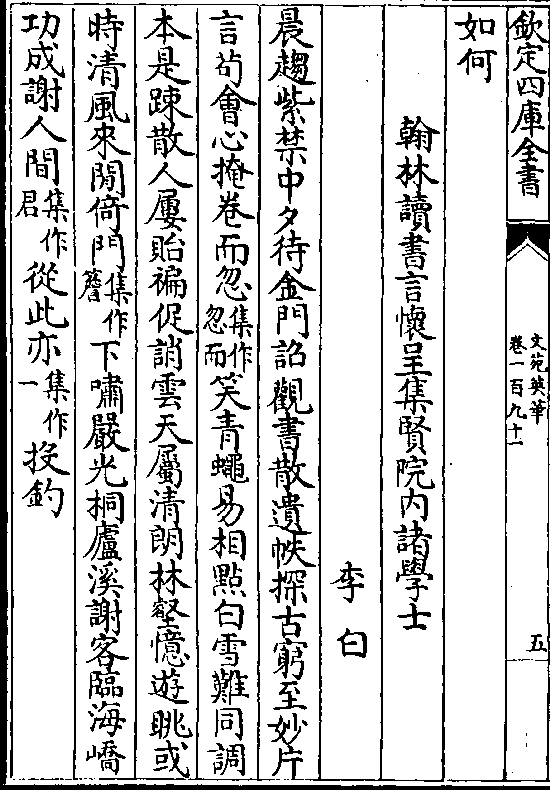 欽定四庫全書
文苑英華
卷一百九十一
五
如何
翰林讀書言懷呈集賢院內諸學士
李白
晨趨紫禁中夕待金門詔觀書散遺帙探古窮至妙片
言苟會心掩卷而忽集作忽而笑青蠅易相點白雪難同調
本是踈散人屢貽褊促誚雲天屬清朗林壑憶遊眺或
時清風來閒倚門集作簷下嘯嚴光桐廬溪謝客臨海嶠
功成謝人間集作君從此亦集作一投釣